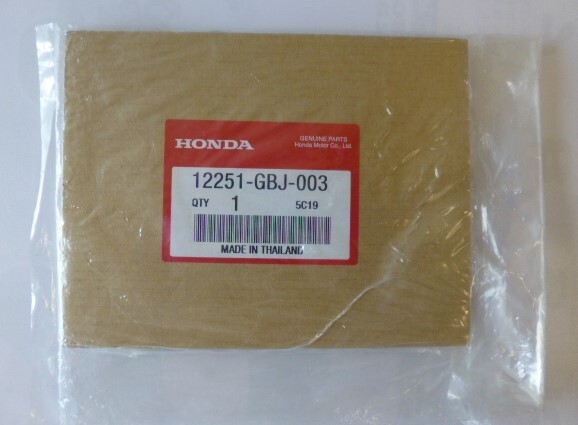 HONDA
GENUINE PARTS
Honda Motor Co., Ltd.
12251-GBJ-003
QTY 1 5C19
MADE IN THAILAND